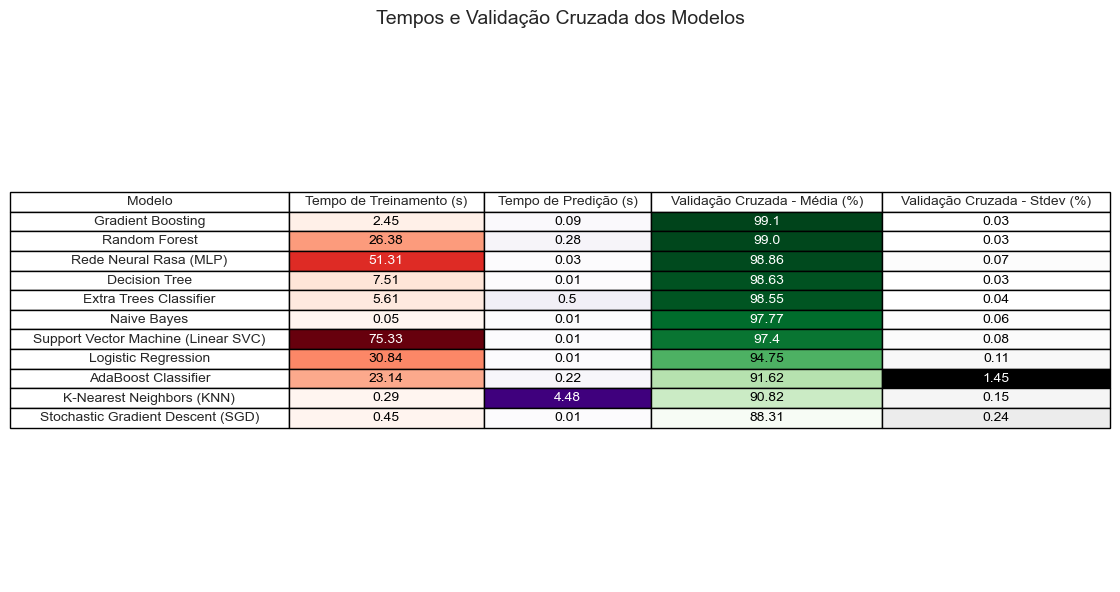 Tempos e Validação Cruzada dos Modelos
Modelo Tempo de Treinamento (s) Tempo de Predição (s) Validação Cruzada - Média (%) Validação Cruzada - Stdev (%)
Gradient Boosting 2.45 0.09 99.1 0.03
Random Forest 26.38 0.28 99.0 0.03
Rede Neural Rasa (MLP) 51.31 0.03 98.86 0.07
Decision Tree 7.51 0.01 98.63 0.03
Extra Trees Classifier 5.61 0.5 98.55 0.04
Naive Bayes 0.05 0.01 97.77 0.06
Support Vector Machine (Linear SVC) 75.33 0.01 97.4 0.08
Logistic Regression 30.84 0.01 94.75 0.11
AdaBoost Classifier 23.14 0.22 91.62 1.45
K-Nearest Neighbors (KNN) 0.29 4.48 90.82 0.15
Stochastic Gradient Descent (SGD) 0.45 0.01 88.31 0.24